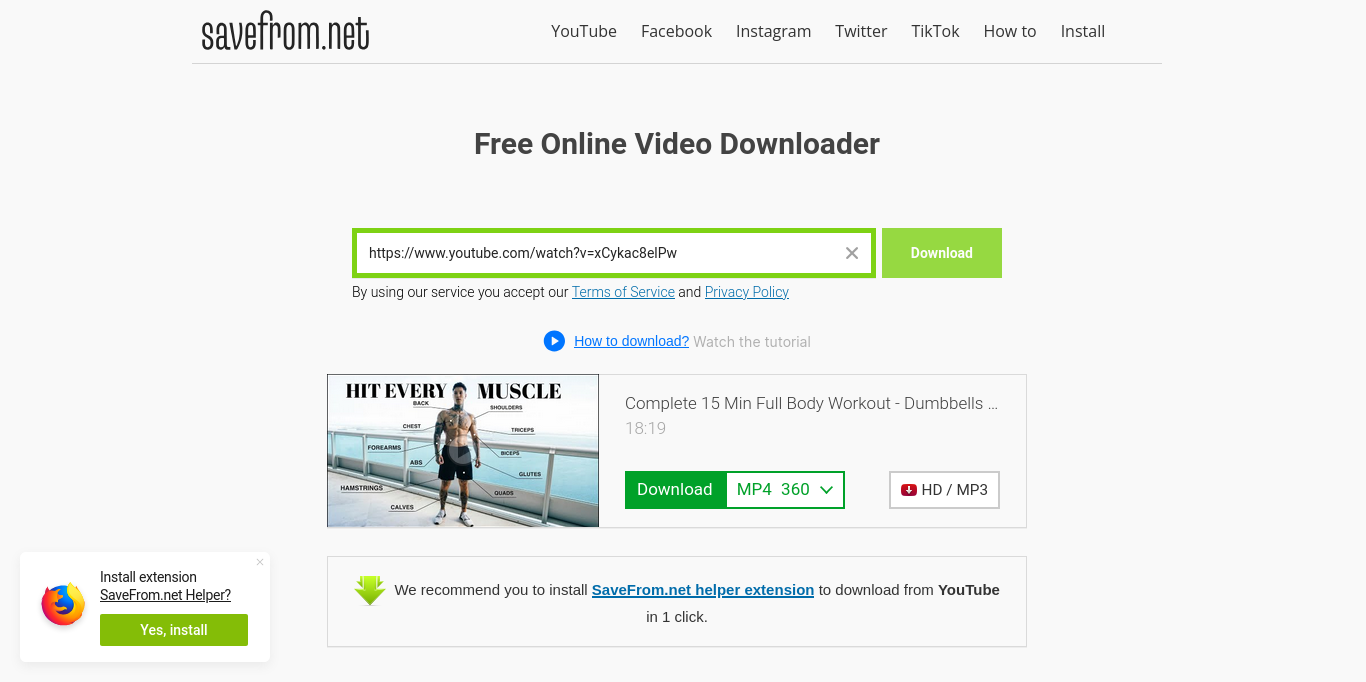 savefrom.net
YouTube Facebook Instagram Twitter TikTok How to Install
Free Online Video Downloader
https://www.youtube.com/watch?v=xCykac8elPw
Download
By using our service you accept our Terms of Service and Privacy Policy
How to download? Watch the tutorial
HIT EVERY MUSCLE
BACK
SHOULDERS
CHEST
TRICEPS
FOREARMS
BICEPS
ABS
GLUTES
HAMSTRINGS
QUADS
CALVES
Complete 15 Min Full Body Workout - Dumbbells ...
18:19
Download MP4 360
HD / MP3
We recommend you to install SaveFrom.net helper extension to download from YouTube
in 1 click.
Install extension
SaveFrom.net Helper?
Yes, install